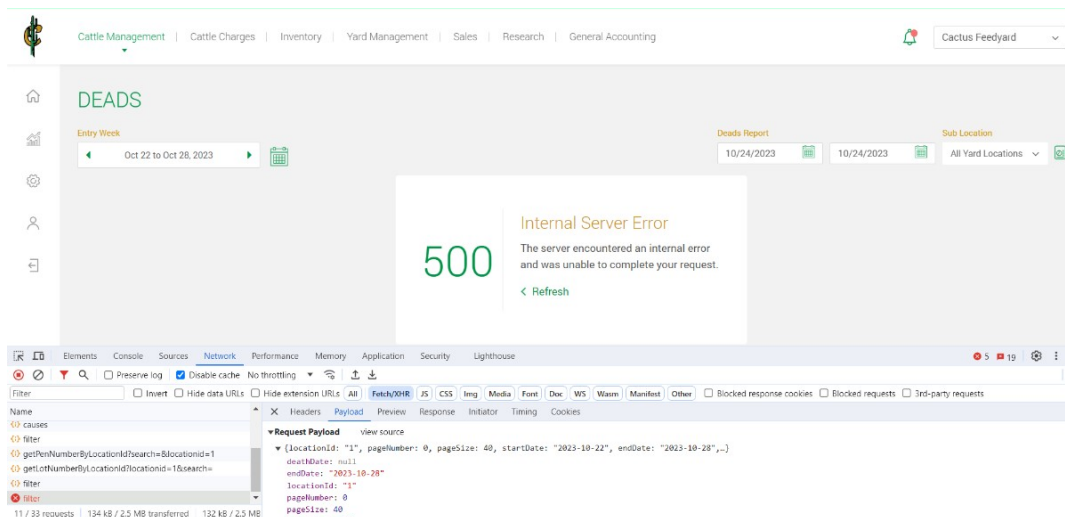 Cattle Management | Cattle Charges | Inventory | Yard Management | Sales | Research | General Accounting
Cactus Feedyard
DEADS
Entry Week
Deads Report
Sub Location
Oct 22 to Oct 28, 2023
10/24/2023
10/24/2023
All Yard Locations
500
Internal Server Error
The server encountered an internal error
and was unable to complete your request.
< Refresh
Elements Console Sources Network Performance Memory Application Security Lighthouse
5 19
Preserve log Disable cache No throttling
Filter Invert Hide data URLs Hide extension URLs All Fetch/XHR JS CSS Img Media Font Doc WS Wasm Manifest Other Blocked response cookies Blocked requests 3rd-party requests
Name
Headers Payload Preview Response Initiator Timing Cookies
causes
filter
getPenNumberByLocationId?search=&locationid=1
getLotNumberByLocationId?locationid=1&search=
filter
filter
11 / 33 requests 134 kB / 2.5 MB transferred 132 kB / 2.5 MB
Request Payload view source
{locationId: "1", pageNumber: 0, pageSize: 40, startDate: "2023-10-22", endDate: "2023-10-28",…}
deathDate: null
endDate: "2023-10-28"
locationId: "1"
pageNumber: 0
pageSize: 40